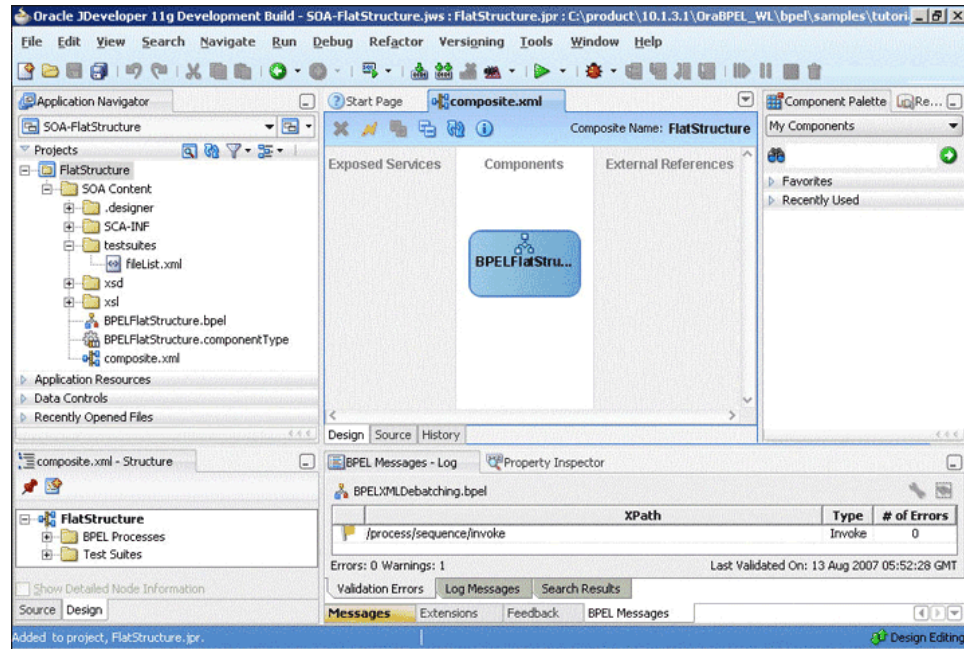 Oracle JDeveloper 11g Development Build - SOA-FlatStructure.jws : FlatStructure.jpr : C:\product\10.1.3.1\OraBPEL_WL\bpel\samples\tutori
File Edit View Search Navigate Run Debug Refactor Versioning Tools Window Help
Application Navigator
SOA-FlatStructure
Projects
FlatStructure
SOA Content
.designer
SCA-INF
testsuites
fileList.xml
xsd
xsl
BPELFlatStructure.bpel
BPELFlatStructure.componentType
composite.xml
Application Resources
Data Controls
Recently Opened Files
Start Page composite.xml
Composite Name: FlatStructure
Exposed Services Components External References
BPELFlatStru...
Design Source History
Component Palette Re...
My Components
Favorites
Recently Used
composite.xml - Structure
FlatStructure
BPEL Processes
Test Suites
Show Detailed Node Information
Source Design
BPEL Messages - Log Property Inspector
BPELXMLDebatching.bpel
XPath Type # of Errors
/process/sequence/invoke Invoke 0
Errors: 0 Warnings: 1 Last Validated On: 13 Aug 2007 05:52:28 GMT
Validation Errors Log Messages Search Results
Messages Extensions Feedback BPEL Messages
Added to project, FlatStructure.jpr. Design Editing